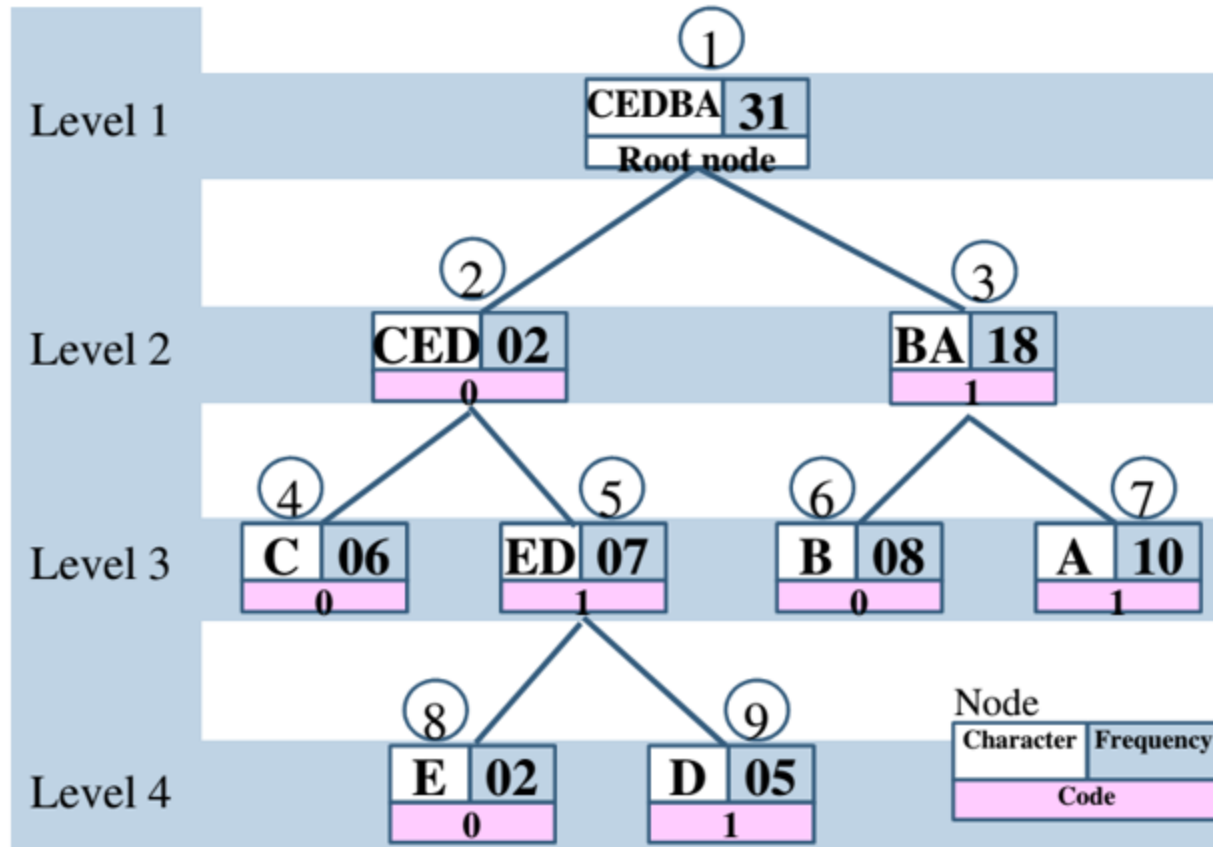 1
Level 1
CEDBA 31
Root node
2 3
Level 2
CED 02 BA 18
0 1
4 5 6 7
Level 3
C 06 ED 07 B 08 A 10
0 1 0 1
8 9
Node
Character Frequency
Code
Level 4
E 02 D 05
0 1